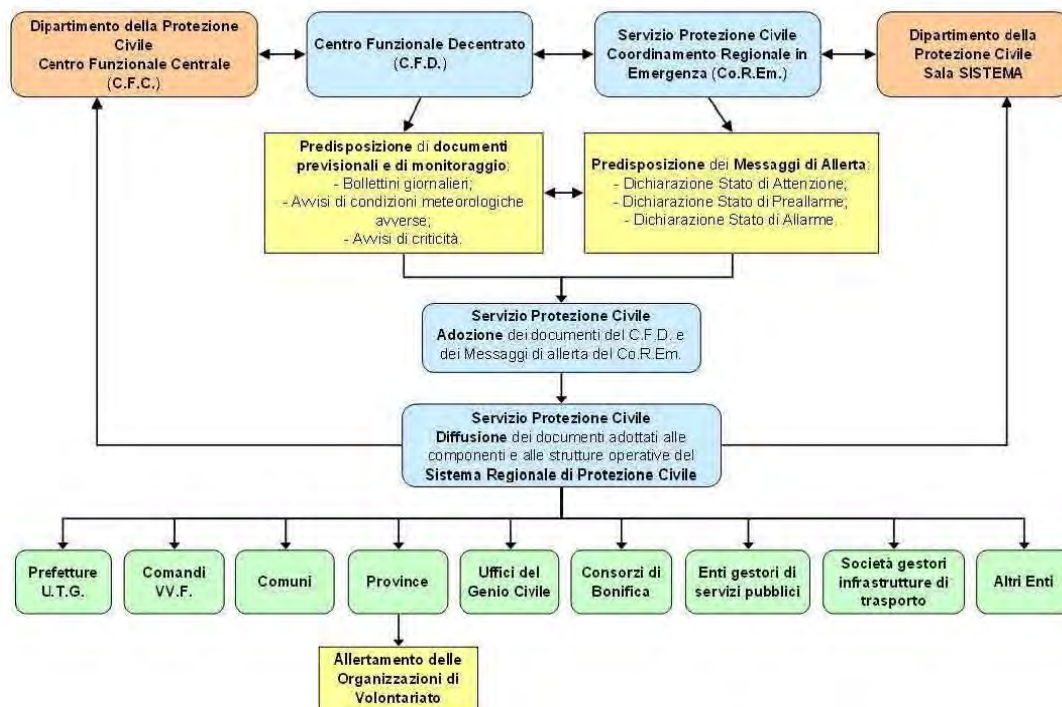 Dipartimento della Protezione
Civile
Centro Funzionale Centrale
(C.F.C.)
Centro Funzionale Decentrato
(C.F.D.)
Servizio Protezione Civile
Coordinamento Regionale in
Emergenza (Co.R.Em.)
Dipartimento della
Protezione Civile
Sala SISTEMA
Predisposizione di documenti
previsionali e di monitoraggio:
- Bollettini giornalieri;
- Avvisi di condizioni meteorologiche
avverse;
- Avvisi di criticità.
Predisposizione dei Messaggi di Allerta:
- Dichiarazione Stato di Attenzione;
- Dichiarazione Stato di Preallarme;
- Dichiarazione Stato di Allarme.
Servizio Protezione Civile
Adozione dei documenti del C.F.D. e
dei Messaggi di allerta del Co.R.Em.
Servizio Protezione Civile
Diffusione dei documenti adottati alle
componenti e alle strutture operative del
Sistema Regionale di Protezione Civile
Prefetture
U.T.G.
Comandi
VV.F.
Comuni
Province
Uffici del
Genio Civile
Consorzi di
Bonifica
Enti gestori di
servizi pubblici
Società gestori
infrastrutture di
trasporto
Altri Enti
Allertamento delle
Organizzazioni di
Volontariato